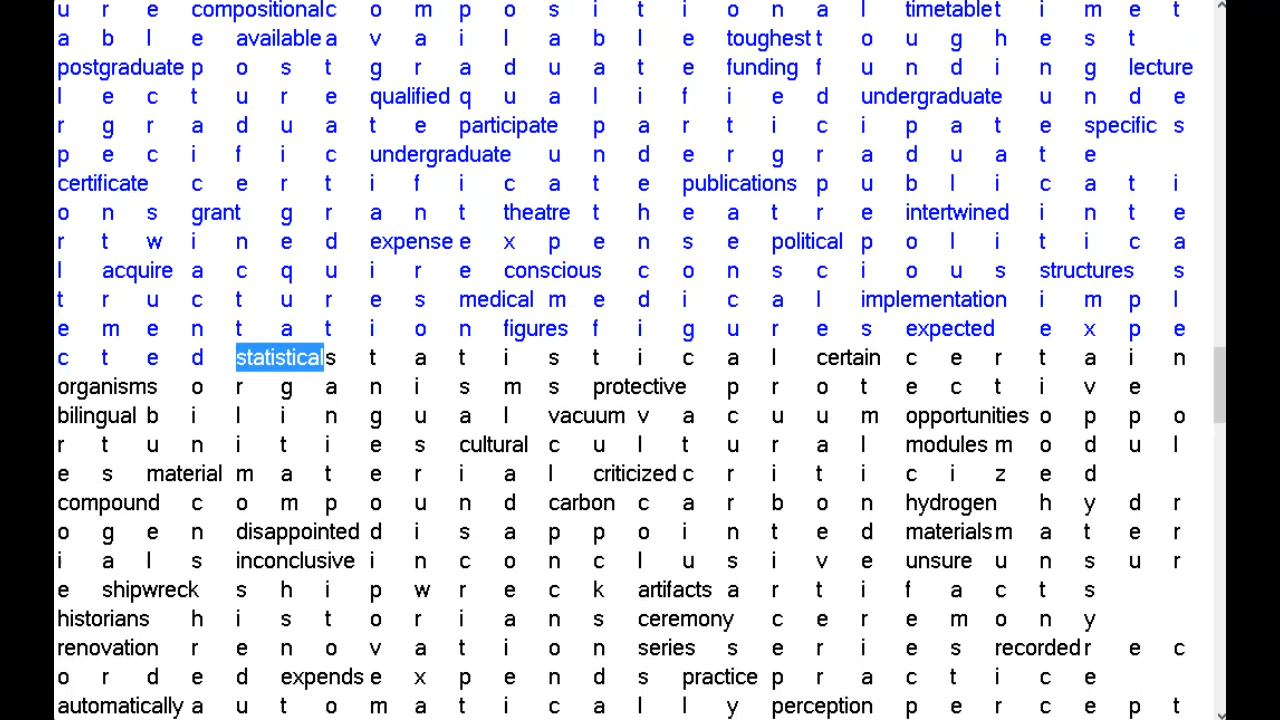 u r e compositional c o m p o s i t i o n a l timetable t i m e t
a b l e available a v a i l a b l e toughest t o u g h e s t
postgraduate p o s t g r a d u a t e funding f u n d i n g lecture
l e c t u r e qualified q u a l i f i e d undergraduate u n d e
r g r a d u a t e participate p a r t i c i p a t e specific s
p e c i f i c undergraduate u n d e r g r a d u a t e
certificate c e r t i f i c a t e publications p u b l i c a t i
o n s grant g r a n t theatre t h e a t r e intertwined i n t e
r t w i n e d expense e x p e n s e political p o l i t i c a
l acquire a c q u i r e conscious c o n s c i o u s structures s
t r u c t u r e s medical m e d i c a l implementation i m p l
e m e n t a t i o n figures f i g u r e s expected e x p e
c t e d statistical s t a t i s t i c a l certain c e r t a i n
organisms o r g a n i s m s protective p r o t e c t i v e
bilingual b i l i n g u a l vacuum v a c u u m opportunities o p p o
r t u n i t i e s cultural c u l t u r a l modules m o d u l
e s material m a t e r i a l criticized c r i t i c i z e d
compound c o m p o u n d carbon c a r b o n hydrogen h y d r
o g e n disappointed d i s a p p o i n t e d materials m a t e r
i a l s inconclusive i n c o n c l u s i v e unsure u n s u r
e shipwreck s h i p w r e c k artifacts a r t i f a c t s
historians h i s t o r i a n s ceremony c e r e m o n y
renovation r e n o v a t i o n series s e r i e s recorded r e c
o r d e d expends e x p e n d s practice p r a c t i c e
automatically a u t o m a t i c a l l y perception p e r c e p t